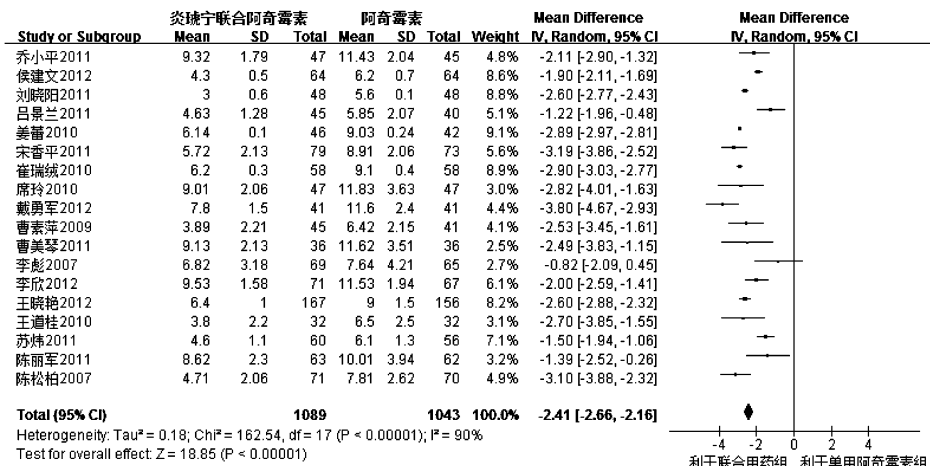 炎琥宁联合阿奇霉素 阿奇霉素 Mean Difference Mean Difference
Study or Subgroup Mean SD Total Mean SD Total Weight IV, Random, 95% CI IV, Random, 95% CI
乔小平2011 9.32 1.79 47 11.43 2.04 45 4.8% -2.11 [-2.90, -1.32]
侯建文2012 4.3 0.5 64 6.2 0.7 64 8.6% -1.90 [-2.11, -1.69]
刘晓阳2011 3 0.6 48 5.6 0.1 48 8.8% -2.60 [-2.77, -2.43]
吕景兰2011 4.63 1.28 45 5.85 2.07 40 5.1% -1.22 [-1.96, -0.48]
姜蕾2010 6.14 0.1 46 9.03 0.24 42 9.1% -2.89 [-2.97, -2.81]
宋香平2011 5.72 2.13 79 8.91 2.06 73 5.6% -3.19 [-3.86, -2.52]
崔瑞绒2010 6.2 0.3 58 9.1 0.4 58 8.9% -2.90 [-3.03, -2.77]
席玲2010 9.01 2.06 47 11.83 3.63 47 2.9% -2.82 [-4.01, -1.63]
戴勇军2012 7.8 1.5 41 11.6 2.4 41 4.4% -3.80 [-4.67, -2.93]
曹素萍2009 3.89 2.21 45 6.42 2.15 41 4.1% -2.53 [-3.45, -1.61]
曹美琴2011 9.13 2.13 36 11.62 3.51 36 2.5% -2.49 [-3.83, -1.15]
李彪2007 6.82 3.18 69 7.64 4.21 65 2.7% -0.82 [-2.09, 0.45]
李欣2012 9.53 1.58 71 11.53 1.94 67 6.1% -2.00 [-2.59, -1.41]
王晓艳2012 6.4 1 167 9 1.5 156 8.2% -2.60 [-2.88, -2.32]
王道桂2010 3.8 2.2 32 6.5 2.5 32 3.1% -2.70 [-3.85, -1.55]
苏炜2011 4.6 1.1 60 6.1 1.3 56 7.1% -1.50 [-1.94, -1.06]
陈丽军2011 8.62 2.3 63 10.01 3.94 62 3.2% -1.39 [-2.52, -0.26]
陈松柏2007 4.71 2.06 71 7.81 2.62 70 4.9% -3.10 [-3.88, -2.32]
Total (95% CI) 1089 1043 100.0% -2.41 [-2.66, -2.16]
Heterogeneity: Tau² = 0.18; Chi² = 162.54, df = 17 (P < 0.00001); I² = 90%
Test for overall effect: Z = 18.85 (P < 0.00001)
-4 -2 0 2 4
利于联合用药组 利于单用阿奇霉素组